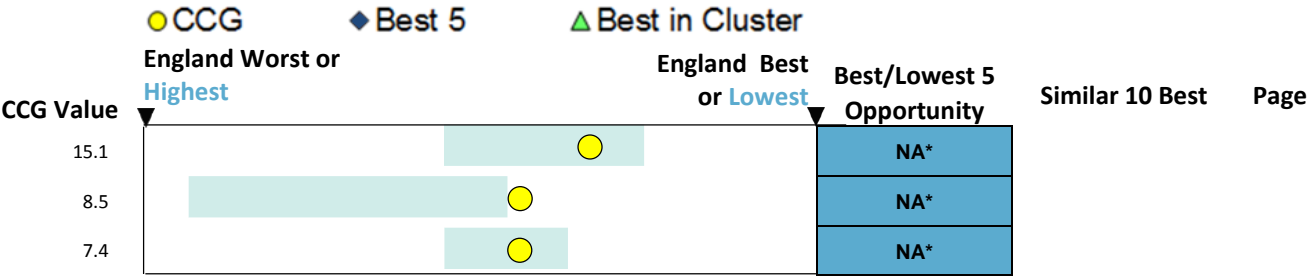 CCG Best 5 Best in Cluster
England Worst or
Highest
England Best
or Lowest
Best/Lowest 5
Opportunity
CCG Value
Similar 10 Best
Page
15.1 NA*
8.5 NA*
7.4 NA*